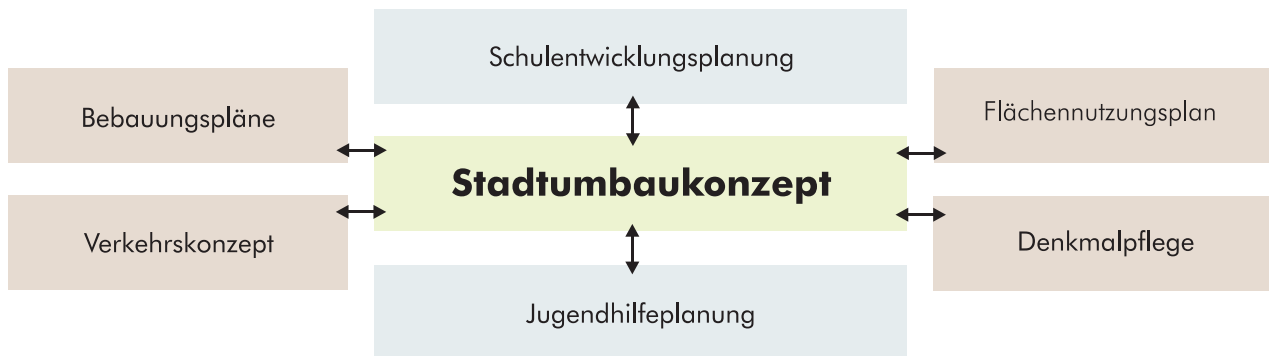 Schulentwicklungsplanung
Bebauungspläne
Flächennutzungsplan
Stadtumbaukonzept
Verkehrskonzept
Denkmalpflege
Jugendhilfeplanung